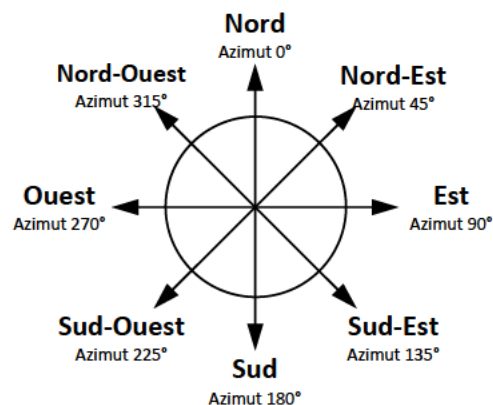 Nord
Azimut 0°
Nord-Ouest
Azimut 315°
Nord-Est
Azimut 45°
Ouest
Azimut 270°
Est
Azimut 90°
Sud-Ouest
Azimut 225°
Sud-Est
Azimut 135°
Sud
Azimut 180°